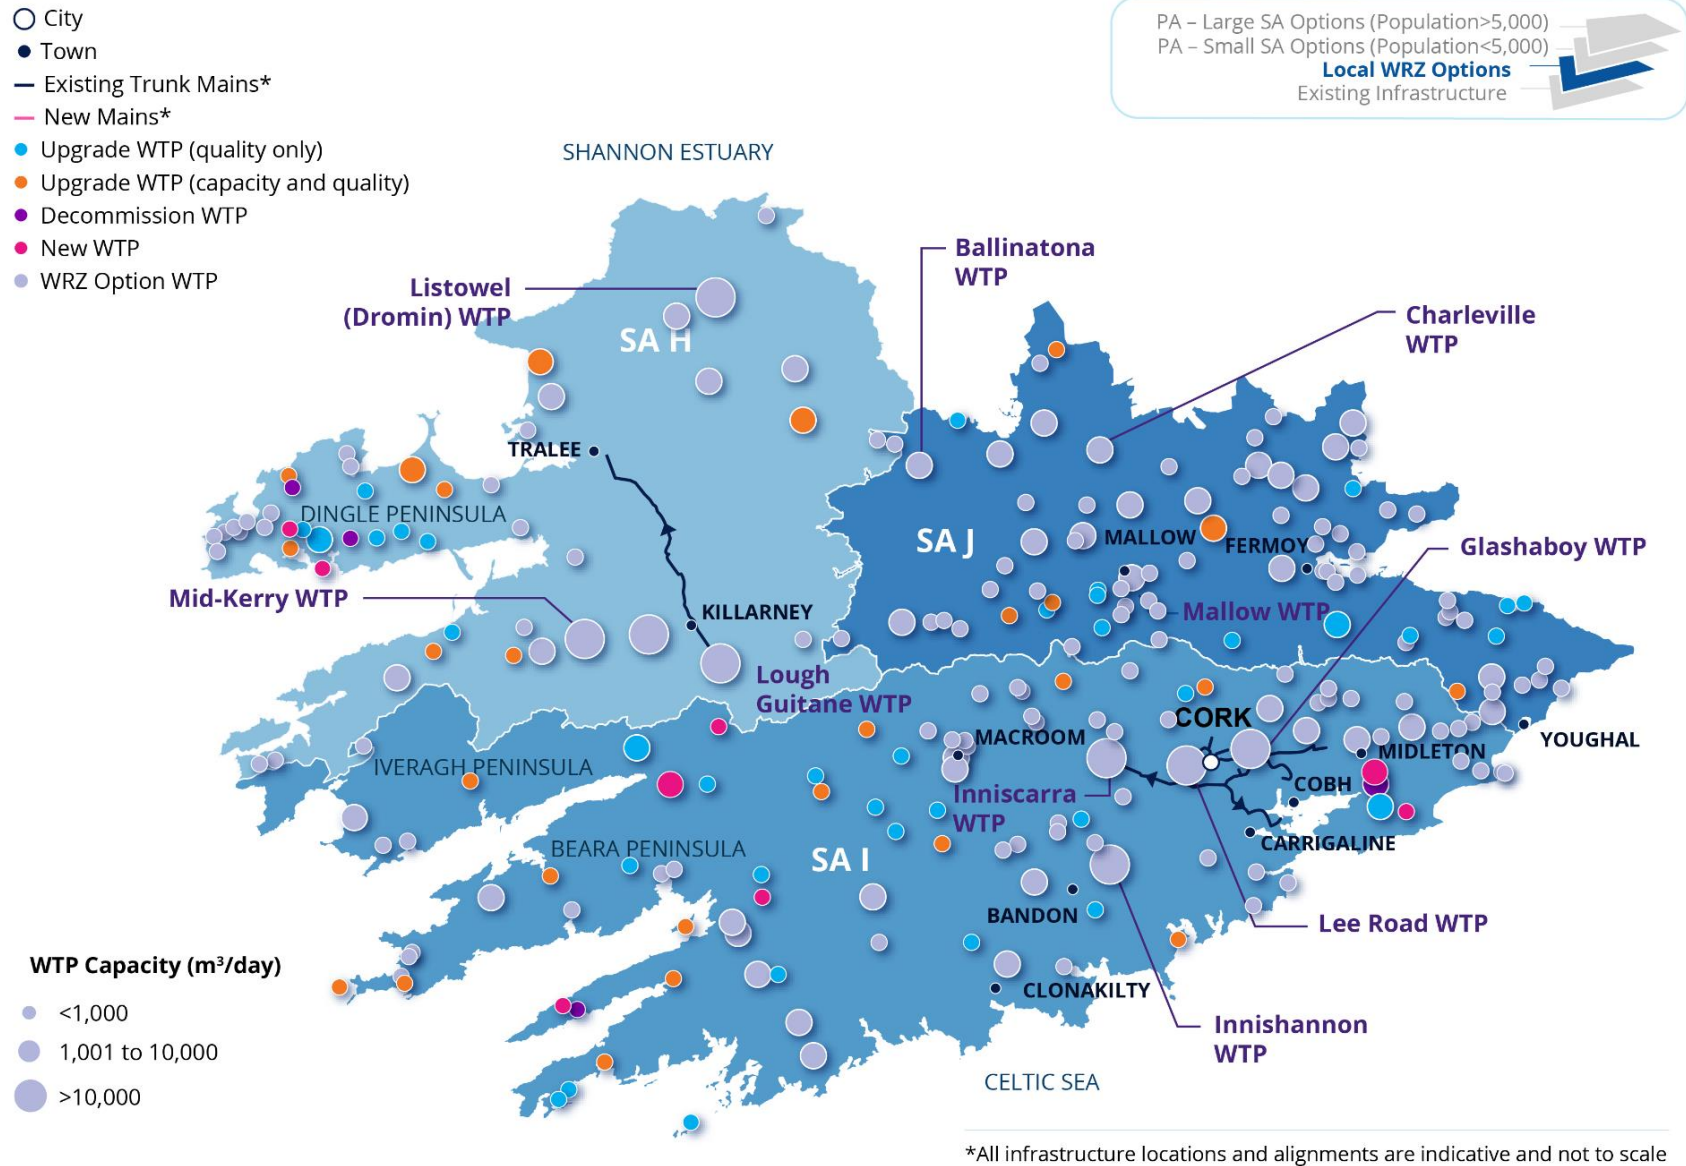 City
Town
Existing Trunk Mains*
New Mains*
Upgrade WTP (quality only)
Upgrade WTP (capacity and quality)
Decommission WTP
New WTP
WRZ Option WTP
PA – Large SA Options (Population>5,000)
PA – Small SA Options (Population<5,000)
Local WRZ Options
Existing Infrastructure
SHANNON ESTUARY
Ballinatona
WTP
Listowel
(Dromin) WTP
Charleville
WTP
SA H
TRALEE
DINGLE PENINSULA
SA J
MALLOW
FERMOY
Glashaboy WTP
Mid-Kerry WTP
KILLARNEY
Mallow WTP
Lough
Guitane WTP
CORK
MACROOM
MIDLETON
YOUGHAL
IVERAGH PENINSULA
COBH
Inniscarra
WTP
CARRIGALINE
BEARA PENINSULA
SA I
BANDON
Lee Road WTP
CLONAKILTY
Innishannon
WTP
CELTIC SEA
WTP Capacity (m³/day)
<1,000
1,001 to 10,000
>10,000
*All infrastructure locations and alignments are indicative and not to scale